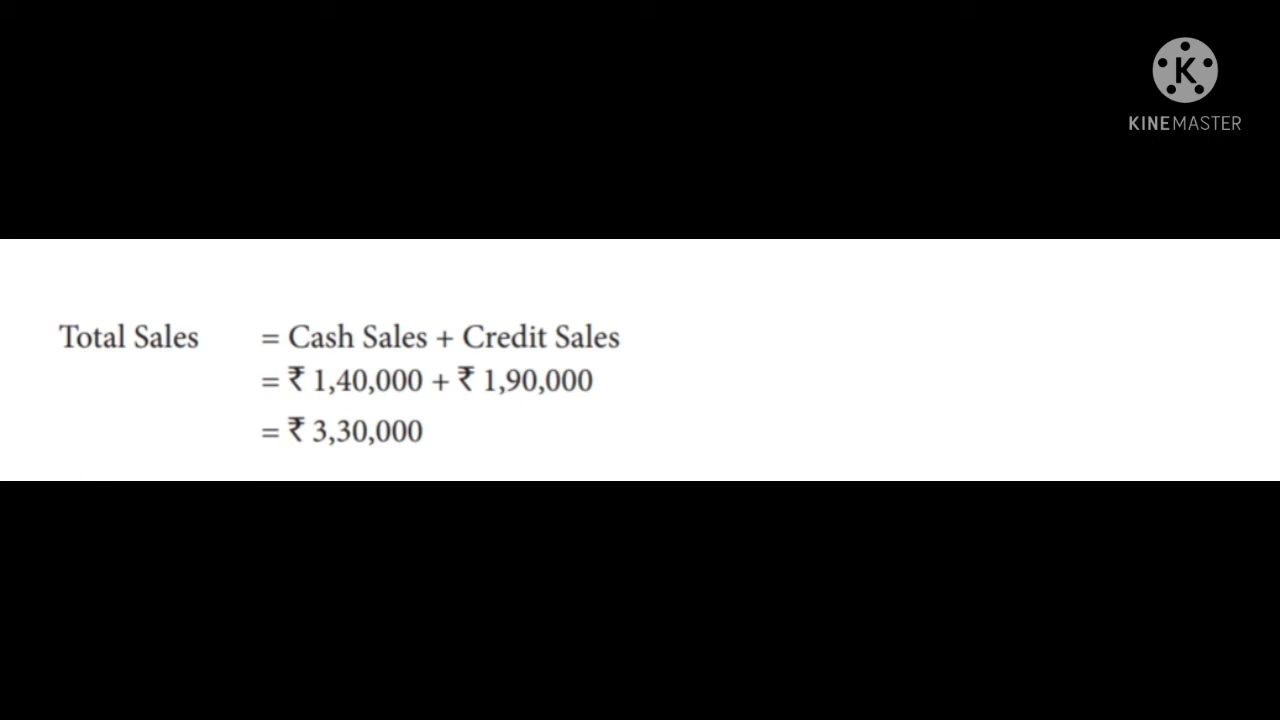 K
KINEMASTER
Total Sales = Cash Sales + Credit Sales
= ₹ 1,40,000 + ₹ 1,90,000
= ₹ 3,30,000